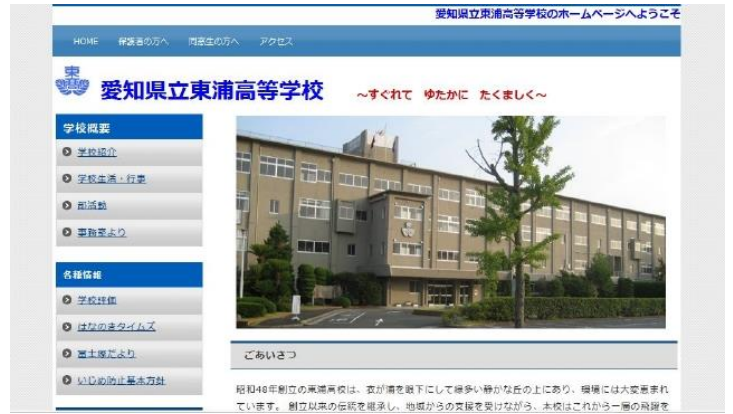 愛知県立東浦高等学校のホームページへようこそ
HOME 保護者の方へ 同窓生の方へ アクセス
東
愛知県立東浦高等学校 ～すぐれて ゆたかに たくましく～
学校概要
学校紹介
学校生活・行事
部活動
事務室より
各種情報
学校評価
はなのきタイムズ
富士塚だより
いじめ防止基本方針
ごあいさつ
昭和48年創立の東浦高校は、衣が浦を眼下にして緑多い静かな丘の上にあり、環境には大変恵まれ
ています。 創立以来の伝統を継承し、地域からの支援を受けながら、本校はこれから一層の飛躍を